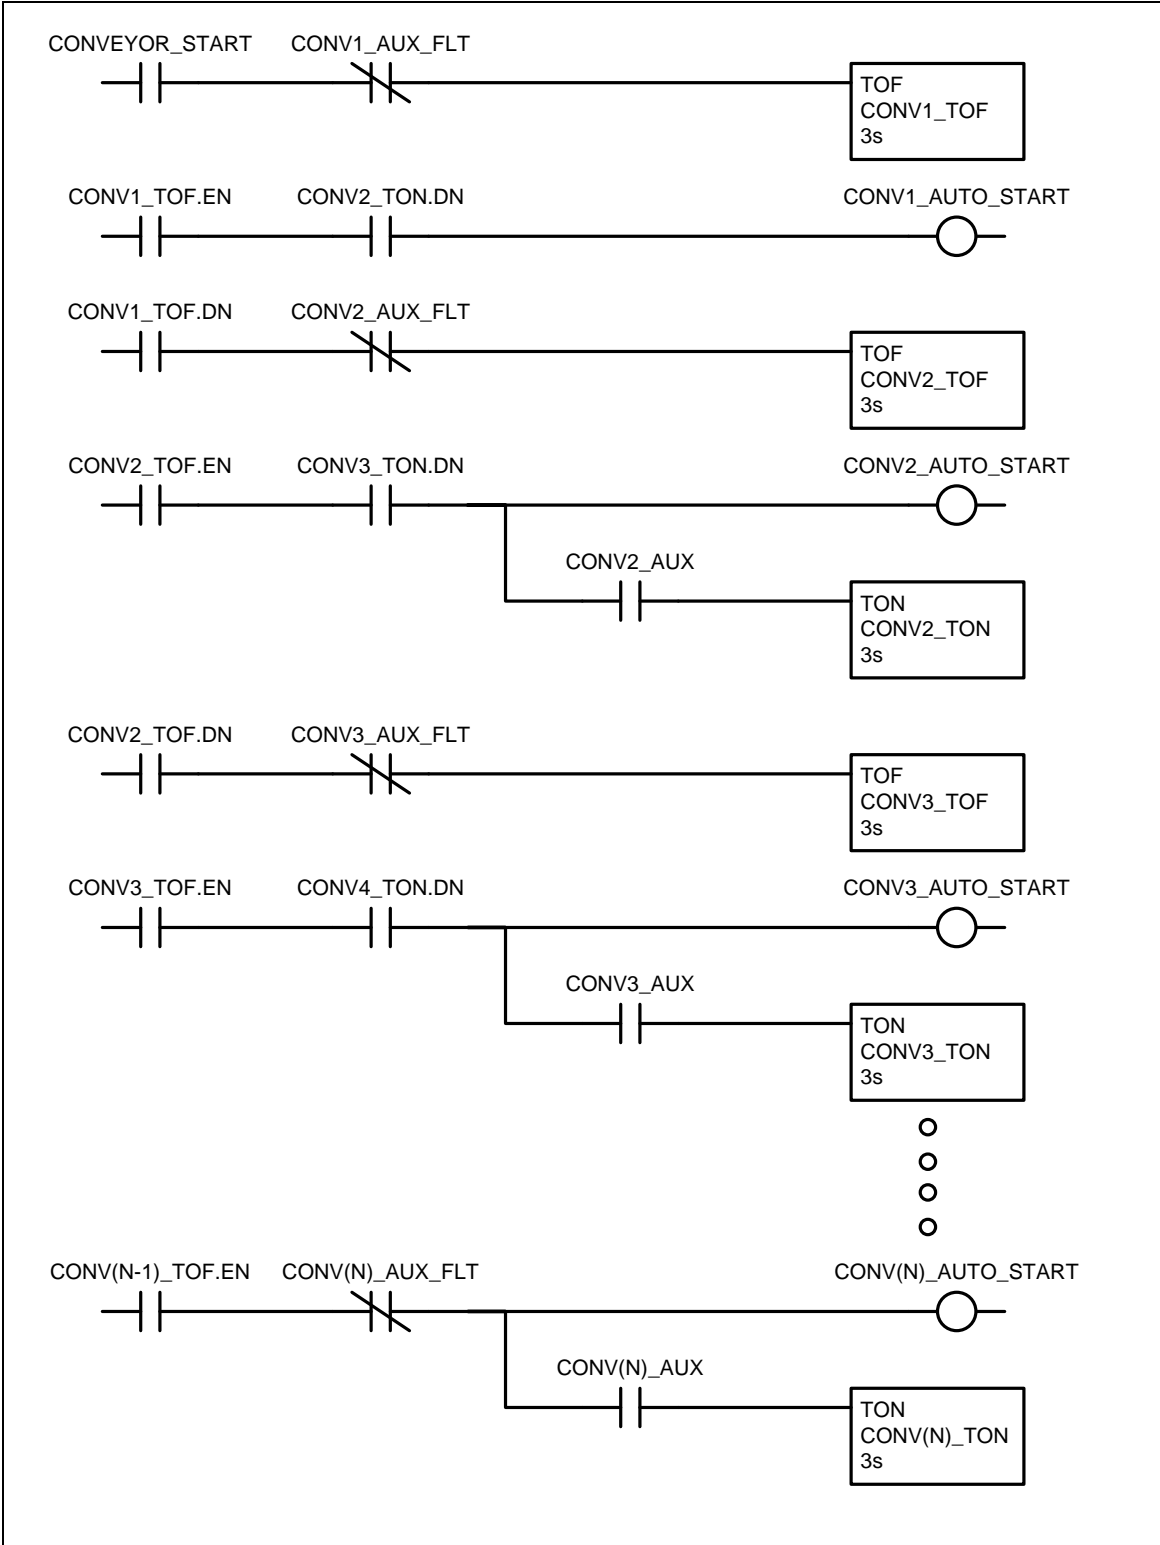 CONVEYOR_START CONV1_AUX_FLT
TOF
CONV1_TOF
3s
CONV1_TOF.EN CONV2_TON.DN CONV1_AUTO_START
CONV1_TOF.DN CONV2_AUX_FLT
TOF
CONV2_TOF
3s
CONV2_TOF.EN CONV3_TON.DN CONV2_AUTO_START
CONV2_AUX
TON
CONV2_TON
3s
CONV2_TOF.DN CONV3_AUX_FLT
TOF
CONV3_TOF
3s
CONV3_TOF.EN CONV4_TON.DN CONV3_AUTO_START
CONV3_AUX
TON
CONV3_TON
3s
CONV(N-1)_TOF.EN CONV(N)_AUX_FLT CONV(N)_AUTO_START
CONV(N)_AUX
TON
CONV(N)_TON
3s